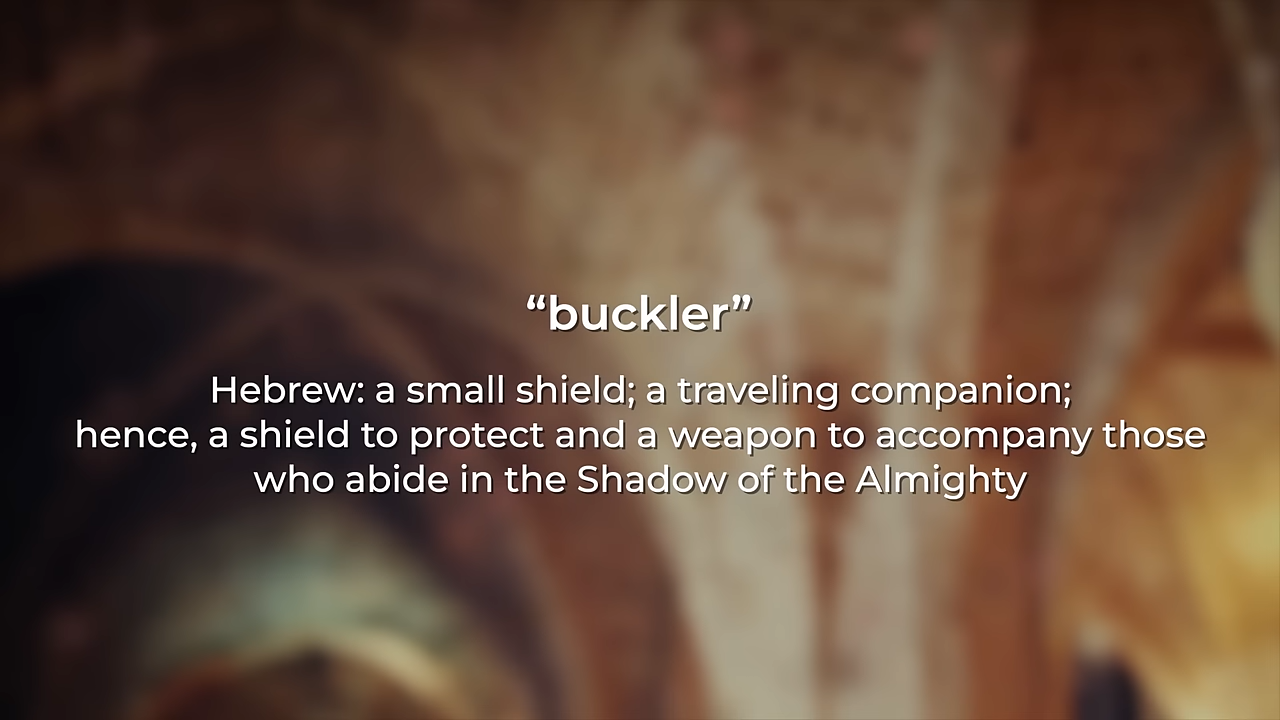 “buckler”
Hebrew: a small shield; a traveling companion;
hence, a shield to protect and a weapon to accompany those
who abide in the Shadow of the Almighty